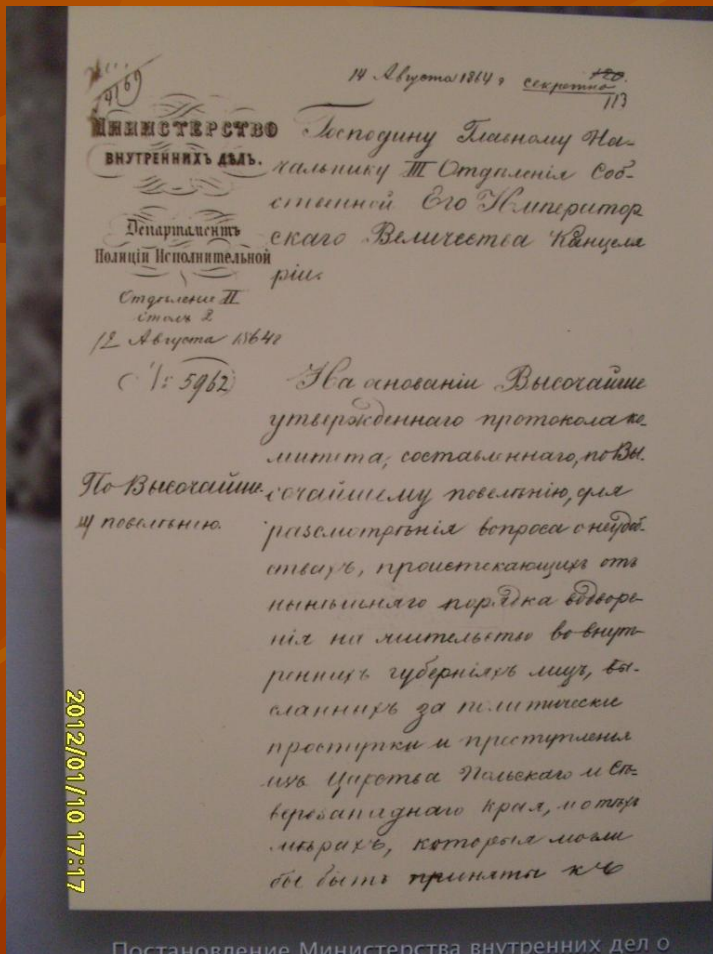 4169
14 Августа 1864 г секретно
120.
113
МИНИСТЕРСТВО
ВНУТРЕННИХЪ ДѢЛЪ.
Департаментъ
Полиціи Исполнительной
Отдѣленіе II
столъ 2
12 Августа 1864 г
№ 5962
По Высочайше
му повелѣнію.
Господину Главному На-
чальнику III Отдѣленія Соб-
ственной Его Император
скаго Величества Канцеля
ріи.
На основаніи Высочайше
утвержденнаго протокола ко-
митета, составленнаго, по Вы-
сочайшему повелѣнію, для
разсмотрѣнія вопроса о неудоб-
ствахъ, проистекающихъ отъ
нынѣшняго порядка водворе-
нія на жительство во внут-
реннихъ губерніяхъ лицъ, вы-
сланныхъ за политическіе
проступки и преступленія
изъ Царства Польскаго и Сѣ-
верозападнаго края, и о тѣхъ
мѣрахъ, которыя могли
бы быть приняты къ
Постановление Министерства внутренних дел о
2012/01/10 17:17